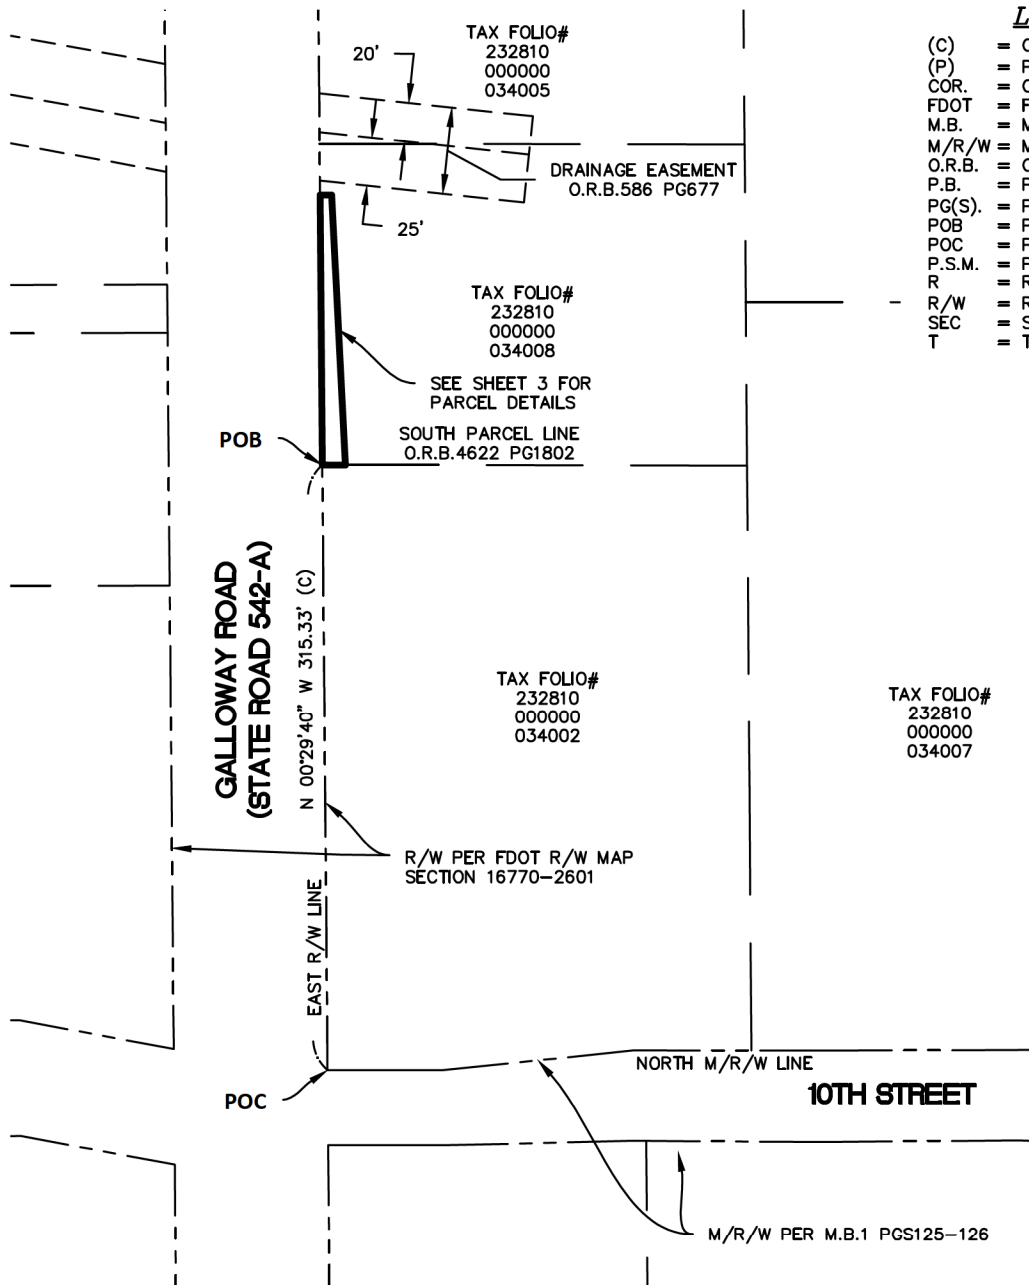 TAX FOLIO#
232810
000000
034005
20'
DRAINAGE EASEMENT
O.R.B.586 PG677
25'
TAX FOLIO#
232810
000000
034008
SEE SHEET 3 FOR
PARCEL DETAILS
POB
SOUTH PARCEL LINE
O.R.B.4622 PG1802
GALLOWAY ROAD
(STATE ROAD 542-A)
N 00°29'40" W 315.33' (C)
TAX FOLIO#
232810
000000
034002
TAX FOLIO#
232810
000000
034007
R/W PER FDOT R/W MAP
SECTION 16770-2601
EAST R/W LINE
NORTH M/R/W LINE
10TH STREET
POC
M/R/W PER M.B.1 PGS125-126
(C) =
(P) =
COR. =
FDOT =
M.B. =
M/R/W =
O.R.B. =
P.B. =
PG(S). =
POB =
POC =
P.S.M. =
R =
R/W =
SEC =
T =